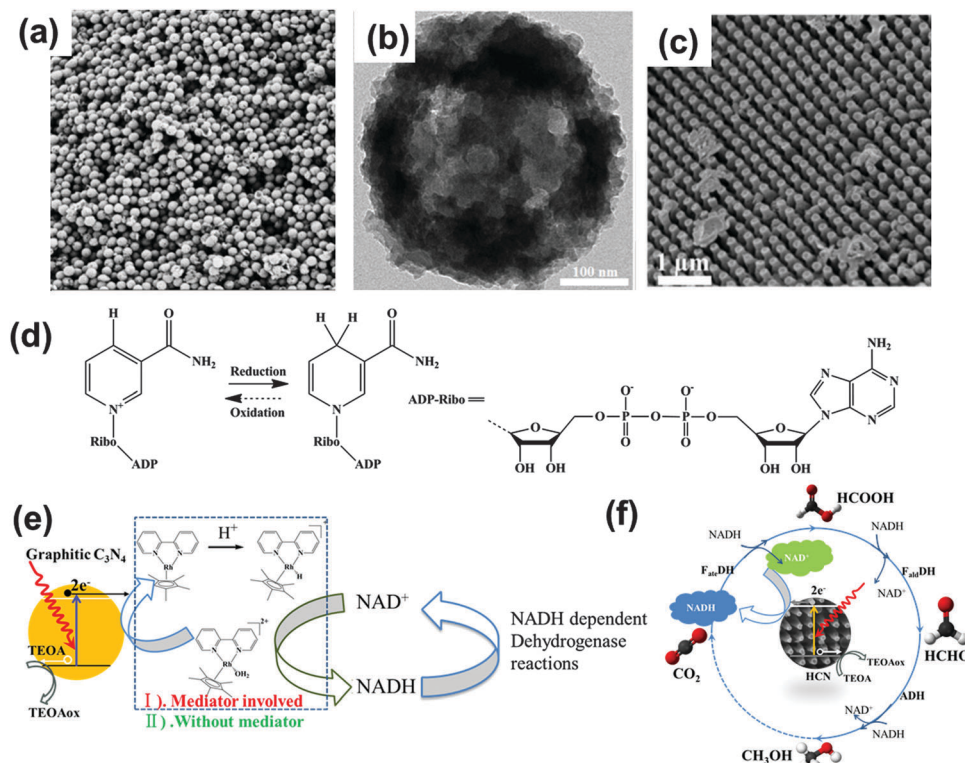 (a)
(b)
100 nm
(c)
1 µm
(d)
H
O
NH₂
N⁺
Ribo
ADP
Reduction
Oxidation
H
H
O
NH₂
N
Ribo
ADP
ADP-Ribo
O
OH
OH
O
O⁻
P
O
O
O⁻
P
O
O
O
OH
OH
N
N
N
N
NH₂
(e)
Graphitic C₃N₄
2e⁻
TEOA
TEOAox
N
N
Rh
H⁺
N
N
Rh
H
N
N
2+
Rh
OH₂
Ⅰ). Mediator involved
Ⅱ).Without mediator
NAD⁺
NADH
NADH dependent
Dehydrogenase
reactions
(f)
HCOOH
NADH
NAD⁺
FateDH
NADH
FaldDH
NAD⁺
2e⁻
HCHO
CO₂
HCN
TEOA
TEOAox
ADH
NAD⁺
NADH
CH₃OH